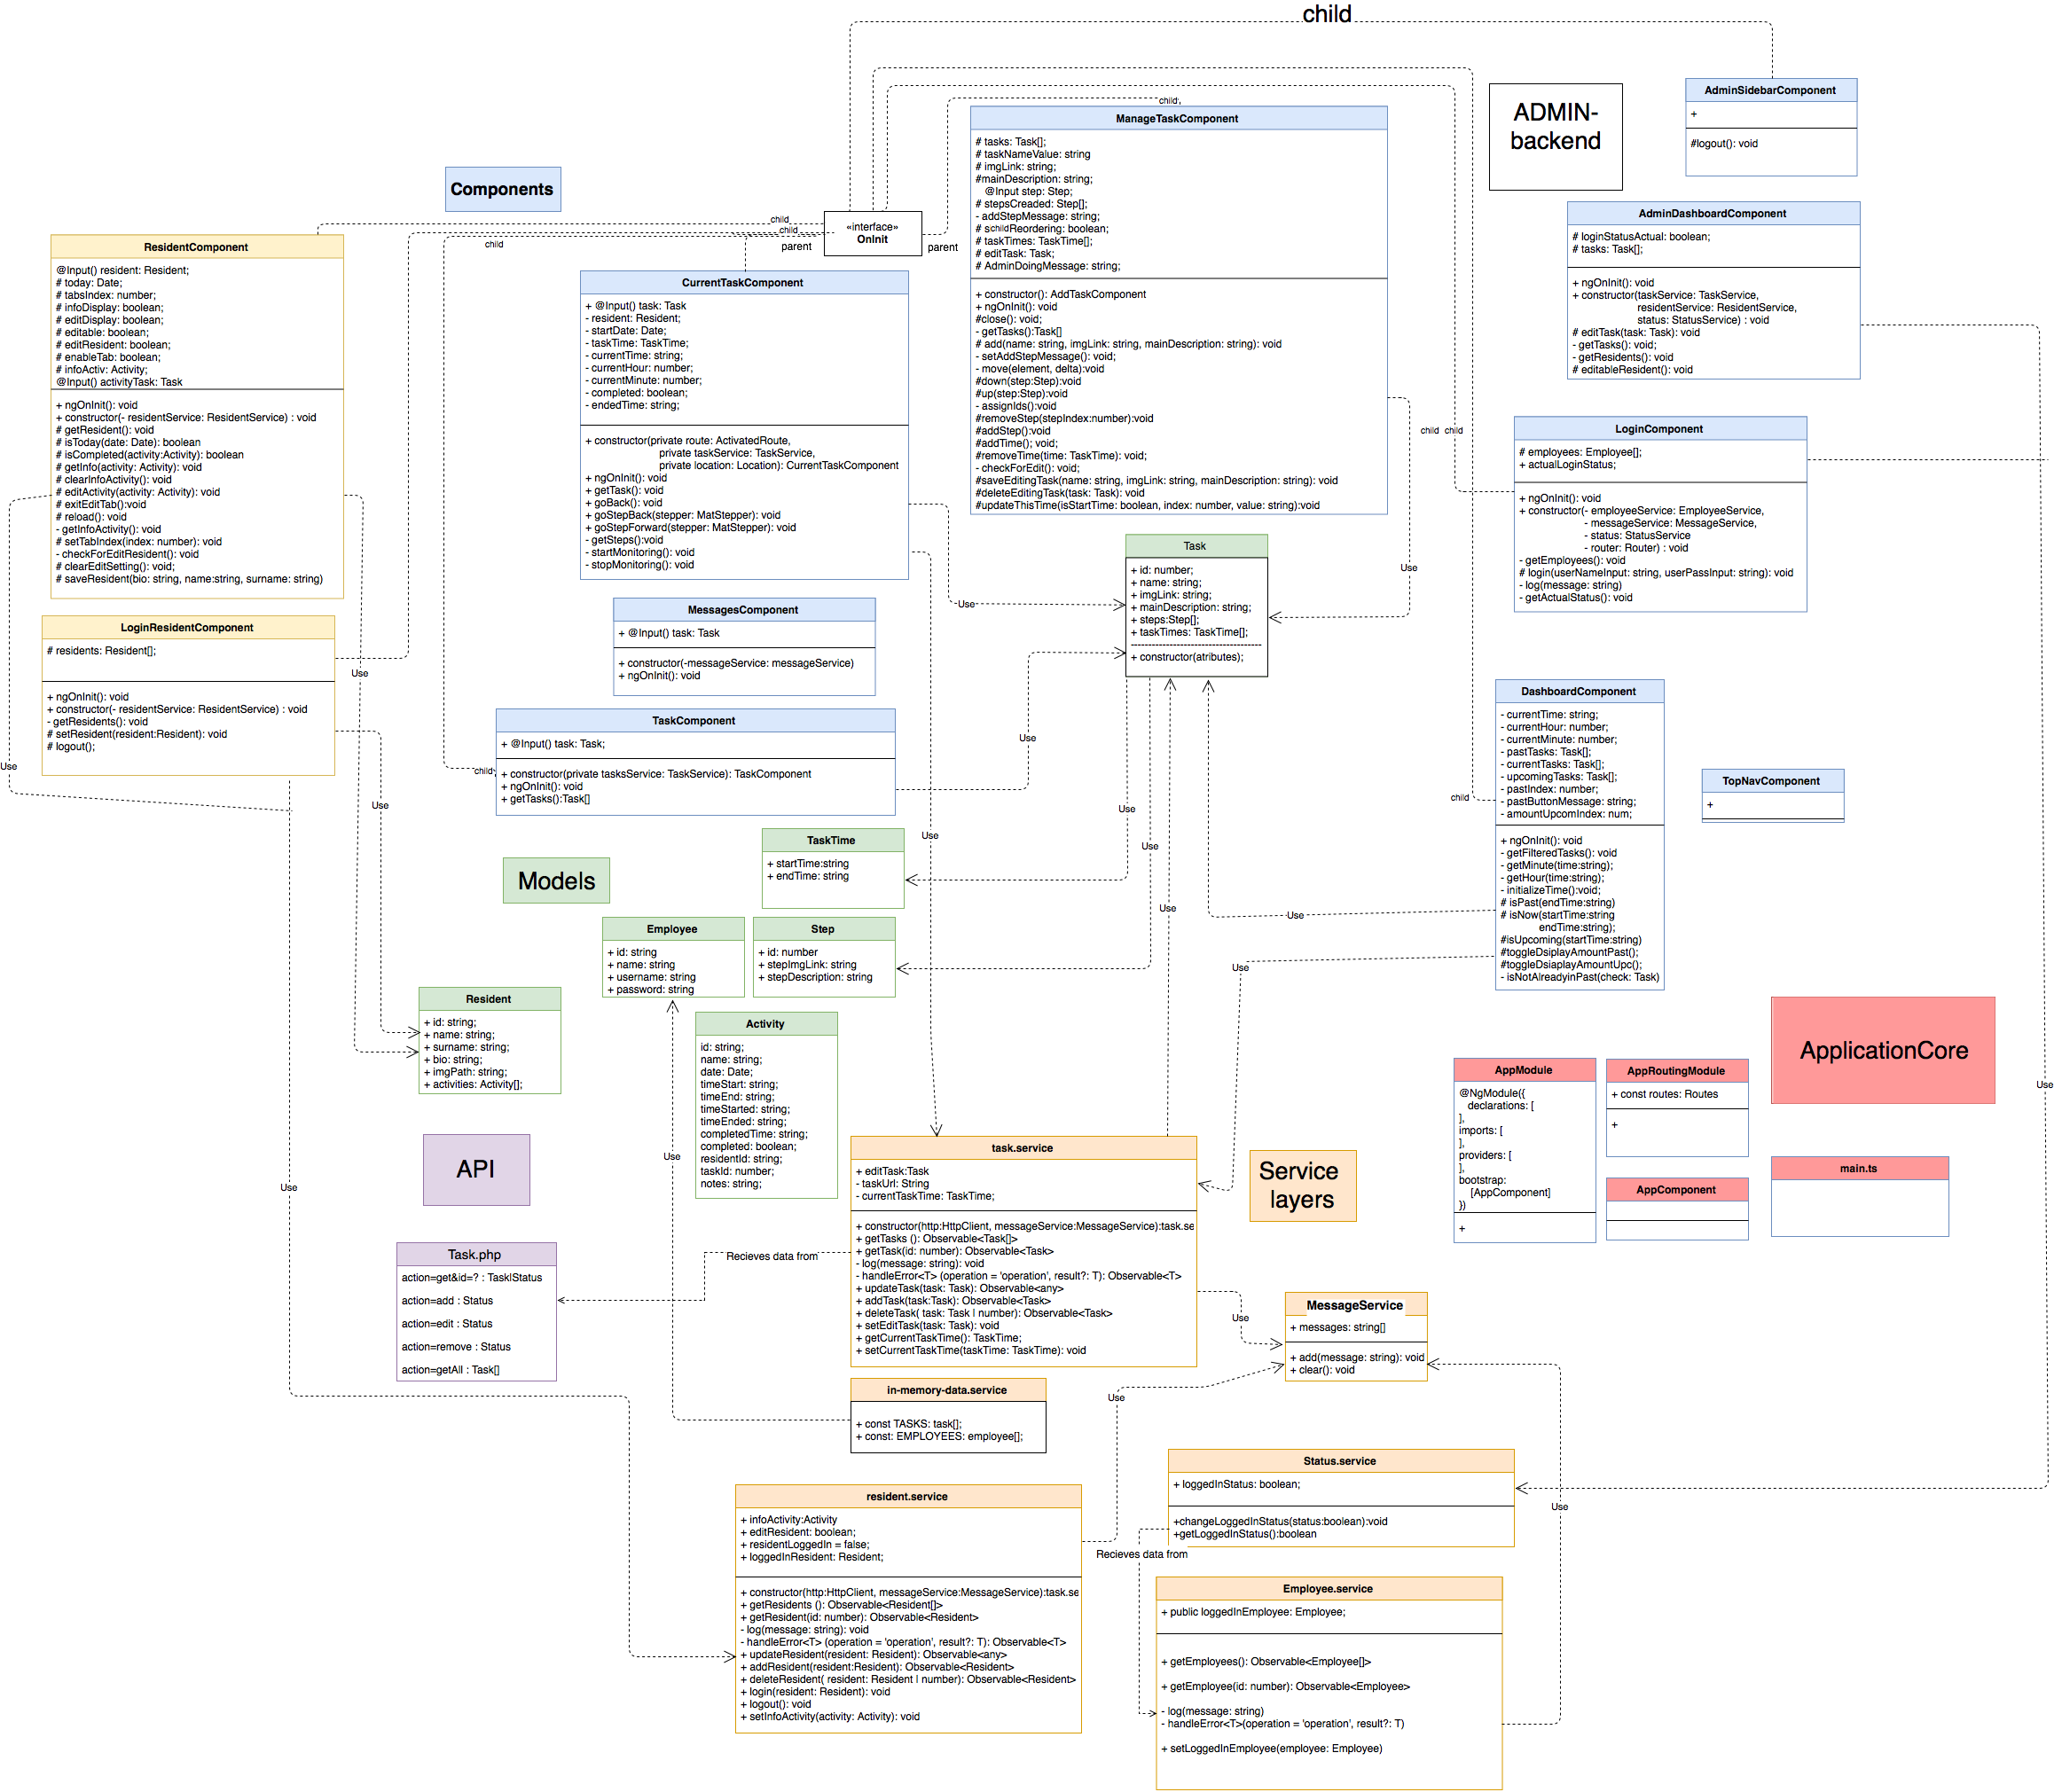 child
ADMIN-
backend
AdminSidebarComponent
+
#logout(): void
Components
child
ManageTaskComponent
# tasks: Task[];
# taskNameValue: string
# imgLink: string;
#mainDescription: string;
@Input step: Step;
# stepsCreaded: Step[];
- addStepMessage: string;
# schildReordering: boolean;
# taskTimes: TaskTime[];
# editTask: Task;
# AdminDoingMessage: string;
+ constructor(): AddTaskComponent
+ ngOnInit(): void
#close(): void;
- getTasks():Task[]
# add(name: string, imgLink: string, mainDescription: string): void
- setAddStepMessage(): void;
- move(element, delta):void
#down(step:Step):void
#up(step:Step):void
- assignIds():void
#removeStep(stepIndex:number):void
#addStep():void
#addTime(); void;
#removeTime(time: TaskTime): void;
- checkForEdit(): void;
#saveEditingTask(name: string, imgLink: string, mainDescription: string): void
#deleteEditingTask(task: Task): void
#updateThisTime(isStartTime: boolean, index: number, value: string):void
child
child
child
parent
«interface»
OnInit
parent
AdminDashboardComponent
# loginStatusActual: boolean;
# tasks: Task[];
+ ngOnInit(): void
+ constructor(taskService: TaskService,
residentService: ResidentService,
status: StatusService) : void
# editTask(task: Task): void
- getTasks(): void;
- getResidents(): void
# editableResident(): void
ResidentComponent
@Input() resident: Resident;
# today: Date;
# tabsIndex: number;
# infoDisplay: boolean;
# editDisplay: boolean;
# editable: boolean;
# editResident: boolean;
# enableTab: boolean;
# infoActiv: Activity;
@Input() activityTask: Task
+ ngOnInit(): void
+ constructor(- residentService: ResidentService) : void
# getResident(): void
# isToday(date: Date): boolean
# isCompleted(activity:Activity): boolean
# getInfo(activity: Activity): void
# clearInfoActivity(): void
# editActivity(activity: Activity): void
# exitEditTab():void
# reload(): void
- getInfoActivity(): void
# setTabIndex(index: number): void
- checkForEditResident(): void
# clearEditSetting(): void;
# saveResident(bio: string, name:string, surname: string)
CurrentTaskComponent
+ @Input() task: Task
- resident: Resident;
- startDate: Date;
- taskTime: TaskTime;
- currentTime: string;
- currentHour: number;
- currentMinute: number;
- completed: boolean;
- endedTime: string;
+ constructor(private route: ActivatedRoute,
private taskService: TaskService,
private location: Location): CurrentTaskComponent
+ ngOnInit(): void
+ getTask(): void
+ goBack(): void
+ goStepBack(stepper: MatStepper): void
+ goStepForward(stepper: MatStepper): void
- getSteps():void
- startMonitoring(): void
- stopMonitoring(): void
child child
LoginComponent
# employees: Employee[];
+ actualLoginStatus;
+ ngOnInit(): void
+ constructor(- employeeService: EmployeeService,
- messageService: MessageService,
- status: StatusService
- router: Router) : void
- getEmployees(): void
# login(userNameInput: string, userPassInput: string): void
- log(message: string)
- getActualStatus(): void
Task
+ id: number;
+ name: string;
+ imgLink: string;
+ mainDescription: string;
+ steps:Step[];
+ taskTimes: TaskTime[];
+ constructor(atributes);
Use
Use
MessagesComponent
+ @Input() task: Task
+ constructor(-messageService: messageService)
+ ngOnInit(): void
LoginResidentComponent
# residents: Resident[];
+ ngOnInit(): void
+ constructor(- residentService: ResidentService) : void
- getResidents(): void
# setResident(resident:Resident): void
# logout();
Use
Use
Use
TaskComponent
+ @Input() task: Task;
+ constructor(private tasksService: TaskService): TaskComponent
+ ngOnInit(): void
+ getTasks():Task[]
child
Use
DashboardComponent
- currentTime: string;
- currentHour: number;
- currentMinute: number;
- pastTasks: Task[];
- currentTasks: Task[];
- upcomingTasks: Task[];
- pastIndex: number;
- pastButtonMessage: string;
- amountUpcomIndex: num;
+ ngOnInit(): void
- getFilteredTasks(): void
- getMinute(time:string);
- getHour(time:string);
- initializeTime():void;
# isPast(endTime:string)
# isNow(startTime:string
endTime:string);
#isUpcoming(startTime:string)
#toggleDsiplayAmountPast();
#toggleDsiaplayAmountUpc();
- isNotAlreadyinPast(check: Task)
child
TopNavComponent
+
Use
Use
Use
Use
Use
Use
Models
TaskTime
+ startTime:string
+ endTime: string
Employee
+ id: string
+ name: string
+ username: string
+ password: string
Step
+ id: number
+ stepImgLink: string
+ stepDescription: string
Resident
+ id: string;
+ name: string;
+ surname: string;
+ bio: string;
+ imgPath: string;
+ activities: Activity[];
Activity
id: string;
name: string;
date: Date;
timeStart: string;
timeEnd: string;
timeStarted: string;
timeEnded: string;
completedTime: string;
completed: boolean;
residentId: string;
taskId: number;
notes: string;
ApplicationCore
AppModule
@NgModule({
declarations: [
],
imports: [
],
providers: [
],
bootstrap:
[AppComponent]
})
+
AppRoutingModule
+ const routes: Routes
+
AppComponent
main.ts
Use
API
Use
Use
task.service
+ editTask:Task
- taskUrl: String
- currentTaskTime: TaskTime;
+ constructor(http:HttpClient, messageService:MessageService):task.se
+ getTasks (): Observable<Task[]>
+ getTask(id: number): Observable<Task>
- log(message: string): void
- handleError<T> (operation = 'operation', result?: T): Observable<T>
+ updateTask(task: Task): Observable<any>
+ addTask(task:Task): Observable<Task>
+ deleteTask( task: Task | number): Observable<Task>
+ setEditTask(task: Task): void
+ getCurrentTaskTime(): TaskTime;
+ setCurrentTaskTime(taskTime: TaskTime): void
Service
layers
Recieves data from
Task.php
action=get&id=? : Task|Status
action=add : Status
action=edit : Status
action=remove : Status
action=getAll : Task[]
Use
MessageService
+ messages: string[]
+ add(message: string): void
+ clear(): void
in-memory-data.service
+ const TASKS: task[];
+ const: EMPLOYEES: employee[];
Use
Status.service
+ loggedInStatus: boolean;
+changeLoggedInStatus(status:boolean):void
+getLoggedInStatus():boolean
Use
Recieves data from
resident.service
+ infoActivity:Activity
+ editResident: boolean;
+ residentLoggedIn = false;
+ loggedInResident: Resident;
+ constructor(http:HttpClient, messageService:MessageService):task.se
+ getResidents (): Observable<Resident[]>
+ getResident(id: number): Observable<Resident>
- log(message: string): void
- handleError<T> (operation = 'operation', result?: T): Observable<T>
+ updateResident(resident: Resident): Observable<any>
+ addResident(resident:Resident): Observable<Resident>
+ deleteResident( resident: Resident | number): Observable<Resident>
+ login(resident: Resident): void
+ logout(): void
+ setInfoActivity(activity: Activity): void
Employee.service
+ public loggedInEmployee: Employee;
+ getEmployees(): Observable<Employee[]>
+ getEmployee(id: number): Observable<Employee>
- log(message: string)
- handleError<T>(operation = 'operation', result?: T)
+ setLoggedInEmployee(employee: Employee)